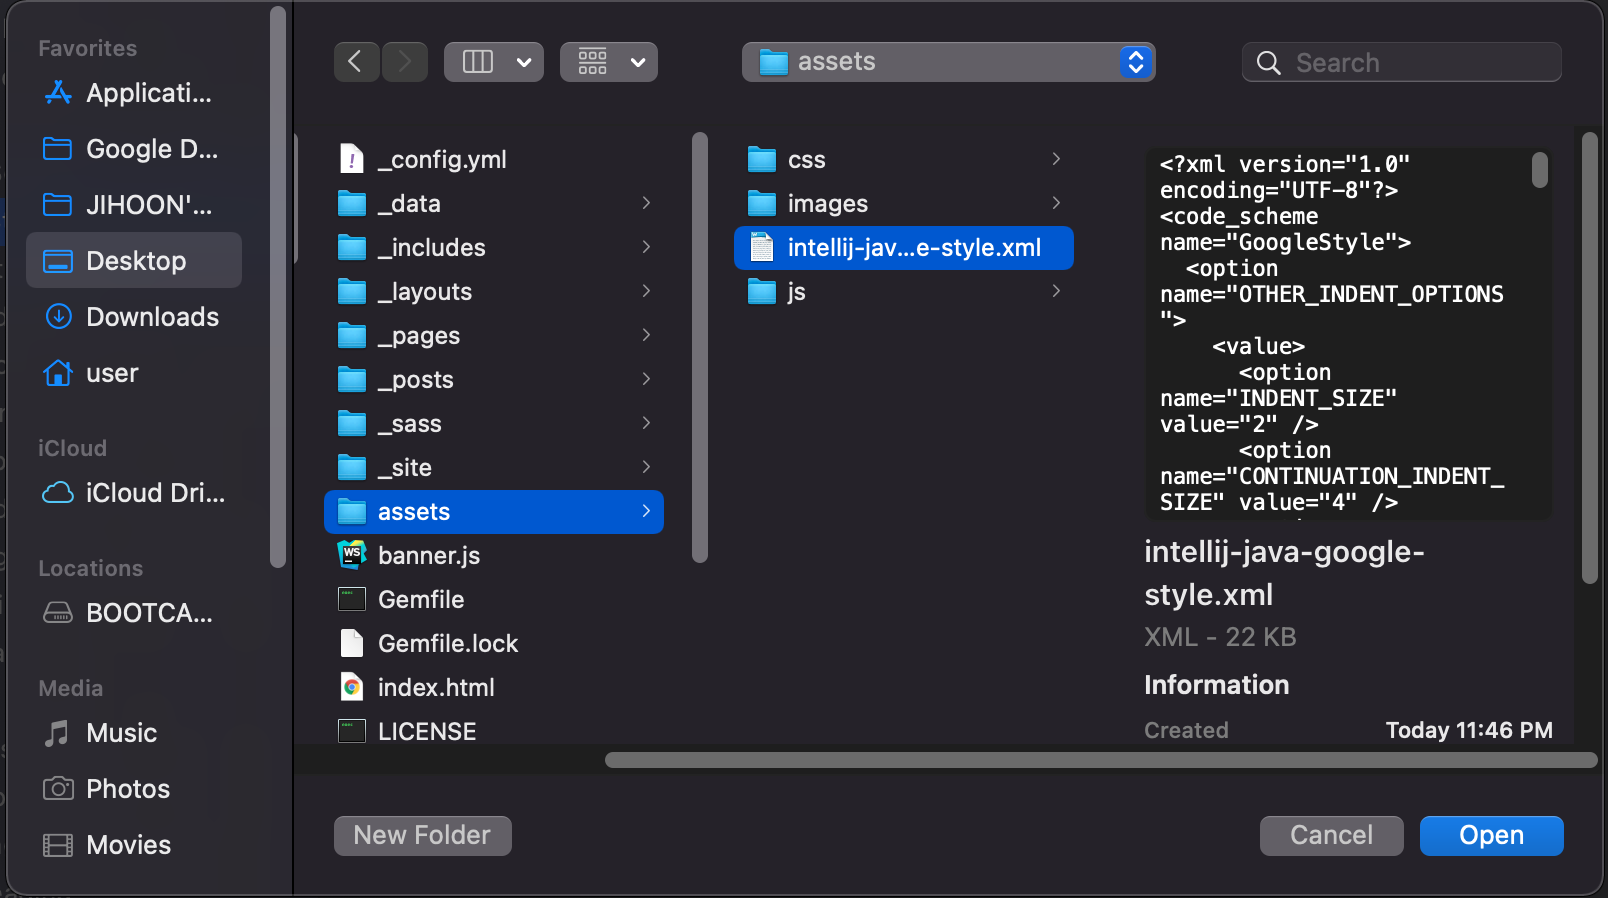 Favorites
Applicati...
Google D...
JIHOON'...
Desktop
Downloads
user
iCloud
iCloud Dri...
Locations
BOOTCA...
Media
Music
Photos
Movies
assets
Search
_config.yml
_data
_includes
_layouts
_pages
_posts
_sass
_site
assets
banner.js
Gemfile
Gemfile.lock
index.html
LICENSE
css
images
intellij-jav...e-style.xml
js
<?xml version="1.0"
encoding="UTF-8"?>
<code_scheme
name="GoogleStyle">
<option
name="OTHER_INDENT_OPTIONS
">
<value>
<option
name="INDENT_SIZE"
value="2" />
<option
name="CONTINUATION_INDENT_
SIZE" value="4" />
intellij-java-google-
style.xml
XML - 22 KB
Information
Created Today 11:46 PM
New Folder
Cancel
Open